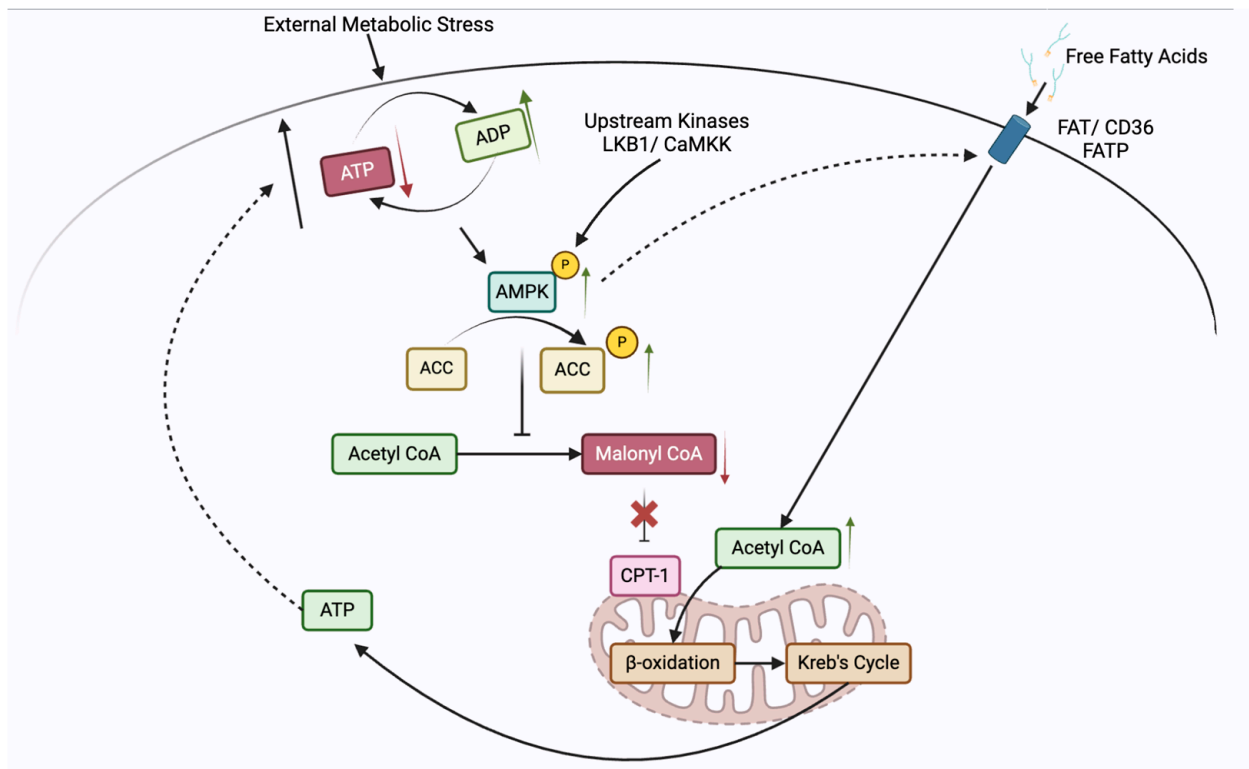 External Metabolic Stress
Free Fatty Acids
FAT/ CD36
FATP
ADP
ATP
Upstream Kinases
LKB1/ CaMKK
P
AMPK
P
ACC
ACC
Acetyl CoA
Malonyl CoA
Acetyl CoA
CPT-1
ATP
β-oxidation
Kreb's Cycle